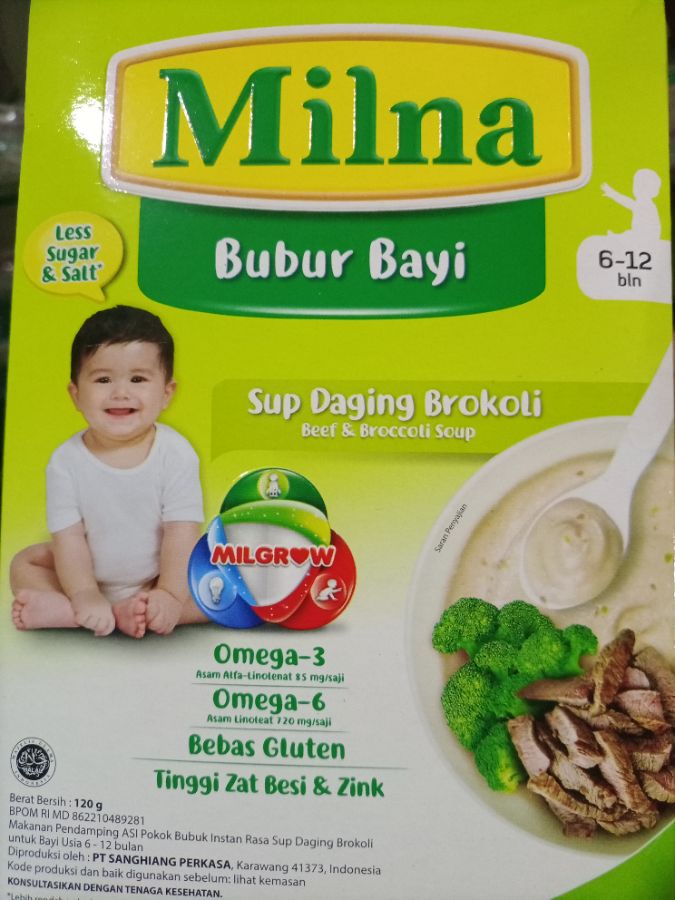 Milna
Bubur Bayi
Less
Sugar
& Salt*
6-12
bln
Sup Daging Brokoli
Beef & Broccoli Soup
Saran Penyajian
MILGROW
Omega-3
Asam Alfa-Linolenat 85 mg/saji
Omega-6
Asam Linoleat 720 mg/saji
Bebas Gluten
Tinggi Zat Besi & Zink
HALAL
Berat Bersih : 120 g
BPOM RI MD 862210489281
Makanan Pendamping ASI Pokok Bubuk Instan Rasa Sup Daging Brokoli
untuk Bayi Usia 6 - 12 bulan
Diproduksi oleh : PT SANGHIANG PERKASA, Karawang 41373, Indonesia
Kode produksi dan baik digunakan sebelum: lihat kemasan
KONSULTASIKAN DENGAN TENAGA KESEHATAN.
*Lebih